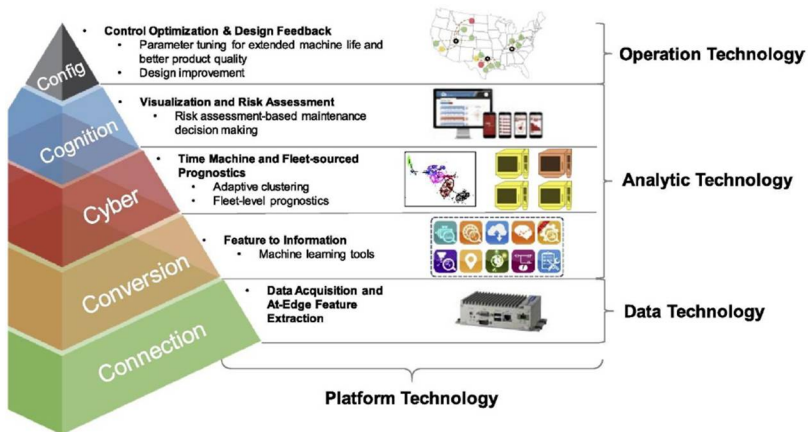 Config
Cognition
Cyber
Conversion
Connection
• Control Optimization & Design Feedback
• Parameter tuning for extended machine life and
better product quality
• Design improvement
• Visualization and Risk Assessment
• Risk assessment-based maintenance
decision making
• Time Machine and Fleet-sourced
Prognostics
• Adaptive clustering
• Fleet-level prognostics
• Feature to Information
• Machine learning tools
• Data Acquisition and
At-Edge Feature
Extraction
Operation Technology
Analytic Technology
Data Technology
Platform Technology